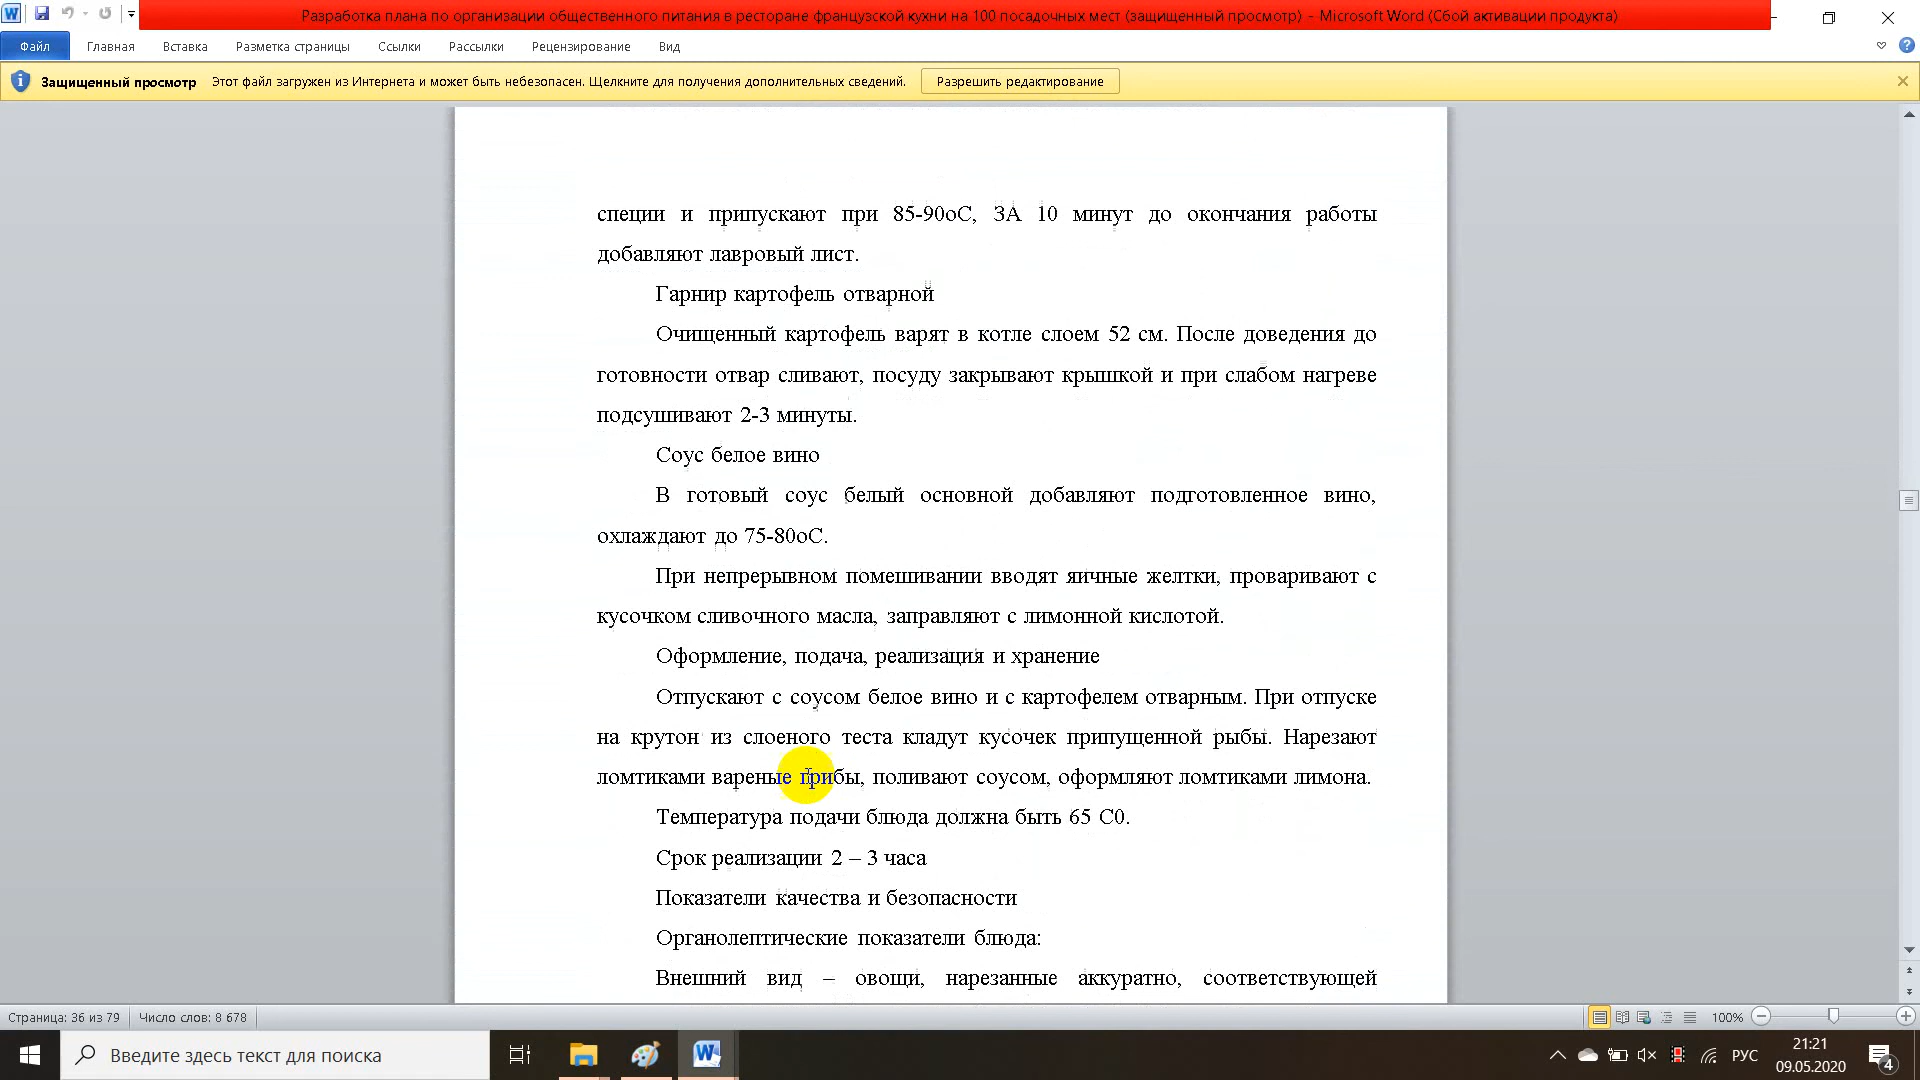 Разработка плана по организации общественного питания в ресторане французской кухни на 100 посадочных мест (защищенный просмотр) - Microsoft Word (Сбой активации продукта)
Файл Главная Вставка Разметка страницы Ссылки Рассылки Рецензирование Вид
Защищенный просмотр Этот файл загружен из Интернета и может быть небезопасен. Щелкните для получения дополнительных сведений. Разрешить редактирование
специи и припускают при 85-90оС, ЗА 10 минут до окончания работы
добавляют лавровый лист.
Гарнир картофель отварной
Очищенный картофель варят в котле слоем 52 см. После доведения до
готовности отвар сливают, посуду закрывают крышкой и при слабом нагреве
подсушивают 2-3 минуты.
Соус белое вино
В готовый соус белый основной добавляют подготовленное вино,
охлаждают до 75-80оС.
При непрерывном помешивании вводят яичные желтки, проваривают с
кусочком сливочного масла, заправляют с лимонной кислотой.
Оформление, подача, реализация и хранение
Отпускают с соусом белое вино и с картофелем отварным. При отпуске
на крутон из слоеного теста кладут кусочек припущенной рыбы. Нарезают
ломтиками вареные грибы, поливают соусом, оформляют ломтиками лимона.
Температура подачи блюда должна быть 65 С0.
Срок реализации 2 – 3 часа
Показатели качества и безопасности
Органолептические показатели блюда:
Внешний вид – овощи, нарезанные аккуратно, соответствующей
Страница: 36 из 79 Число слов: 8 678 100%
Введите здесь текст для поиска РУС 21:21
09.05.2020 4